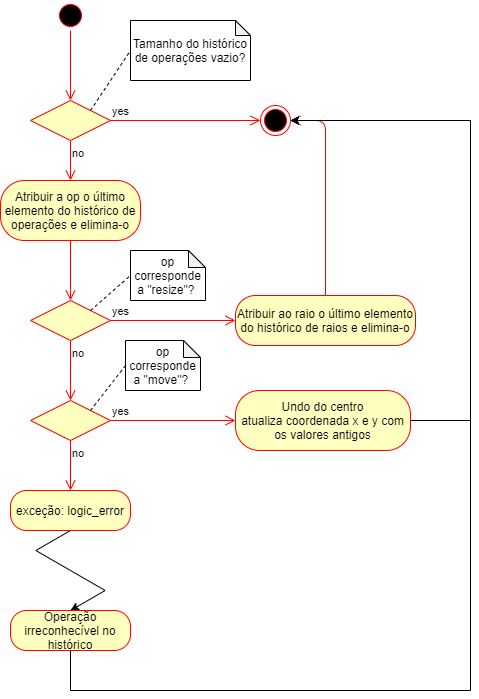 Tamanho do histórico
de operações vazio?
yes
no
Atribuir a op o último
elemento do histórico de
operações e elimina-o
op
corresponde
a "resize"?
yes
Atribuir ao raio o último elemento
do histórico de raios e elimina-o
no
op
corresponde
a "move"?
yes
Undo do centro
atualiza coordenada x e y com
os valores antigos
no
exceção: logic_error
Operação
irreconhecível no
histórico